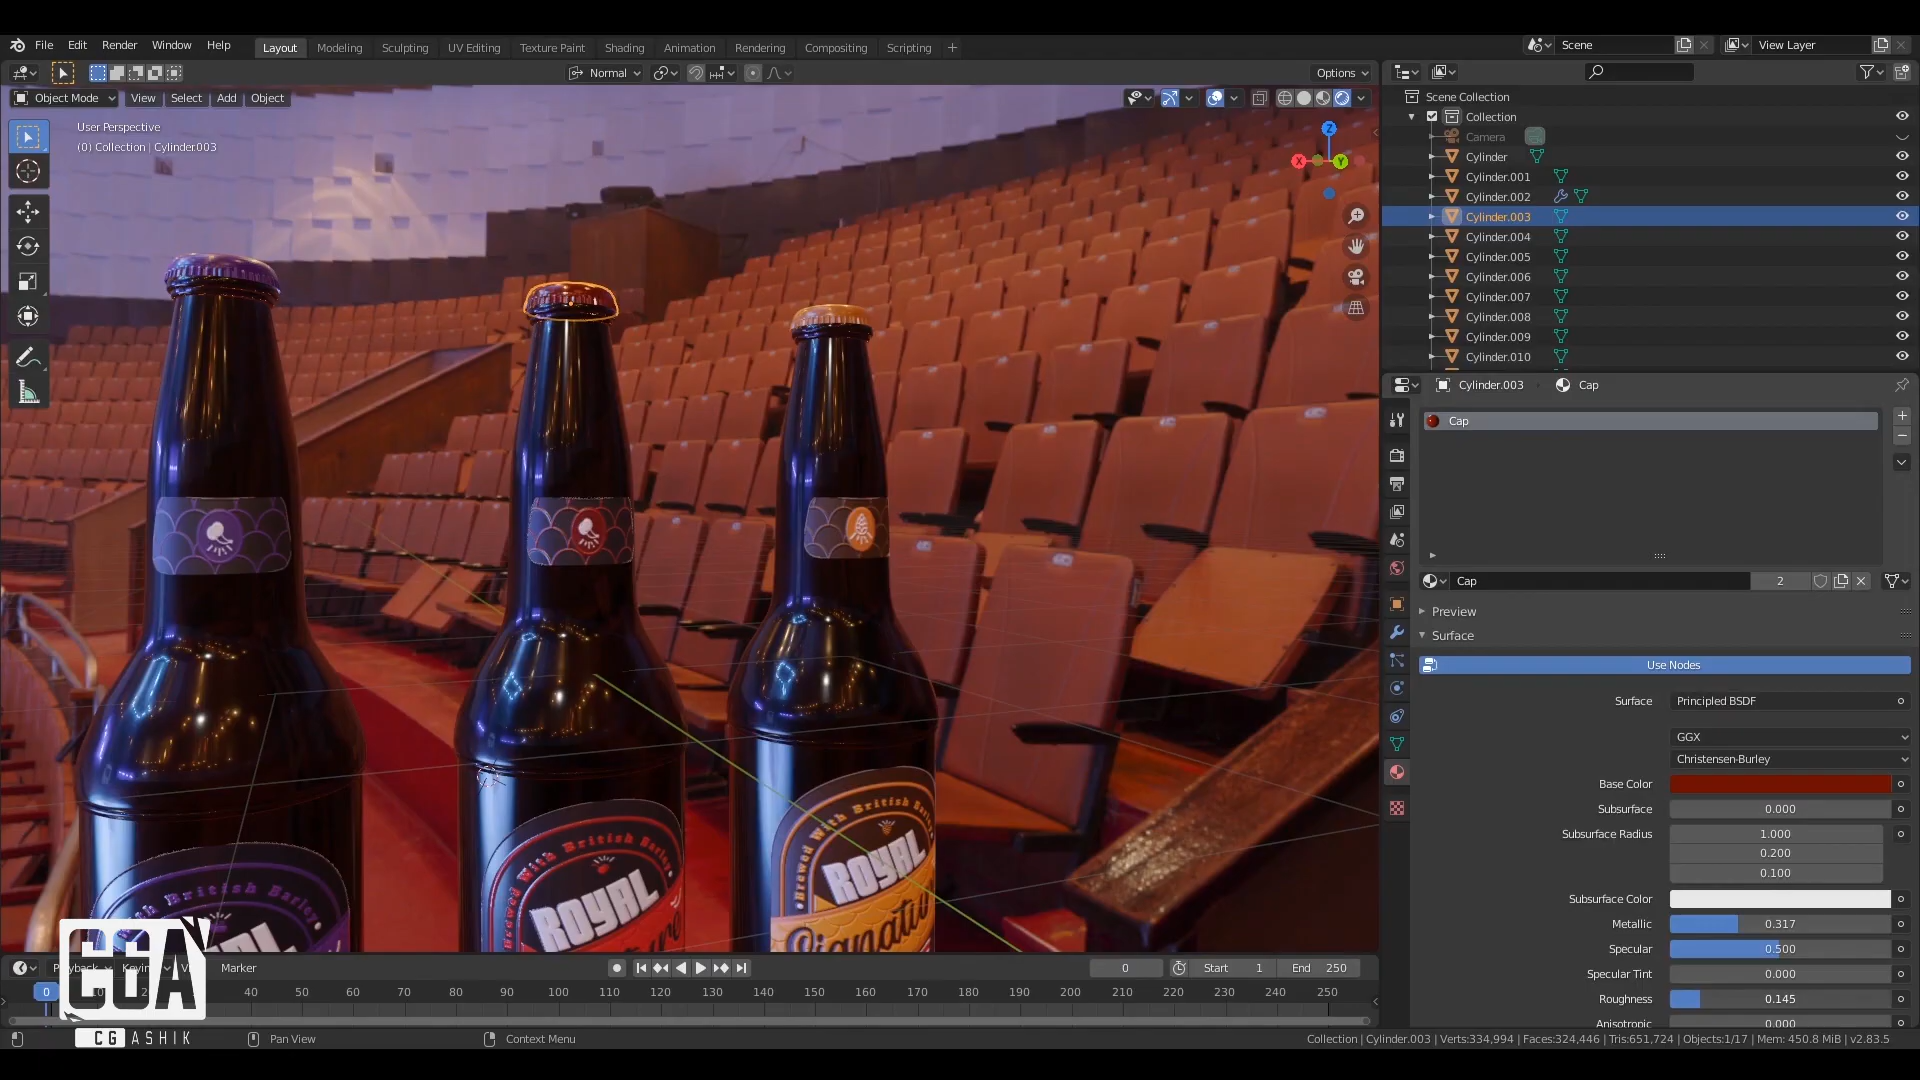 File Edit Render Window Help Layout Modeling Sculpting UV Editing Texture Paint Shading Animation Rendering Compositing Scripting + Scene View Layer
Normal Options
Object Mode View Select Add Object
User Perspective
(0) Collection | Cylinder.003
Z
X Y
Scene Collection
Collection
Camera
Cylinder
Cylinder.001
Cylinder.002
Cylinder.003
Cylinder.004
Cylinder.005
Cylinder.006
Cylinder.007
Cylinder.008
Cylinder.009
Cylinder.010
Cylinder.003 Cap
Cap
Cap 2
Preview
Surface
Use Nodes
Surface Principled BSDF
GGX
Christensen-Burley
Base Color
Subsurface 0.000
Subsurface Radius 1.000
0.200
0.100
Subsurface Color
Metallic 0.317
Specular 0.500
Specular Tint 0.000
Roughness 0.145
Anisotropic 0.000
British Barley
Brewed With British Barley
ROYAL
Brewed With British Barley
ROYAL
Signatu
Playback Keyin Vi Marker 0 Start 1 End 250
0 10 40 50 60 70 80 90 100 110 120 130 140 150 160 170 180 190 200 210 220 230 240 250
CGA
CG ASHIK
Pan View Context Menu
Collection | Cylinder.003 | Verts:334,994 | Faces:324,446 | Tris:651,724 | Objects:1/17 | Mem: 450.8 MiB | v2.83.5